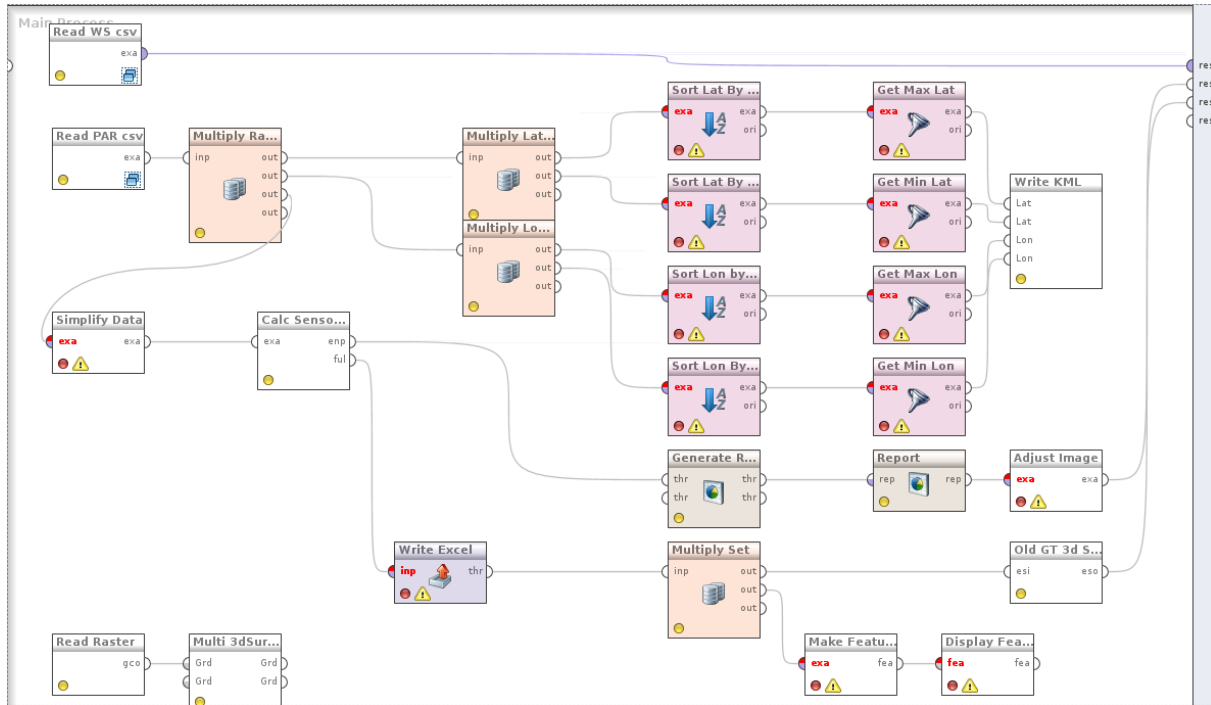 Main Process
Read WS csv
exa
res
res
res
res
Sort Lat By ...
exa exa
ori
Get Max Lat
exa exa
ori
Read PAR csv
exa
Multiply Ra...
inp out
out
out
out
Multiply Lat...
inp out
out
out
Sort Lat By ...
exa exa
ori
Get Min Lat
exa exa
ori
Write KML
Lat
Lat
Lon
Lon
Multiply Lo...
inp out
out
out
Sort Lon by...
exa exa
ori
Get Max Lon
exa exa
ori
Simplify Data
exa exa
Calc Senso...
exa enp
ful
Sort Lon By...
exa exa
ori
Get Min Lon
exa exa
ori
Generate R...
thr thr
thr thr
Report
rep rep
Adjust Image
exa exa
Write Excel
inp thr
Multiply Set
inp out
out
out
Old GT 3d S...
esi eso
Read Raster
gco
Multi 3dSur...
Grd Grd
Grd Grd
Make Featu...
exa fea
Display Fea...
fea fea